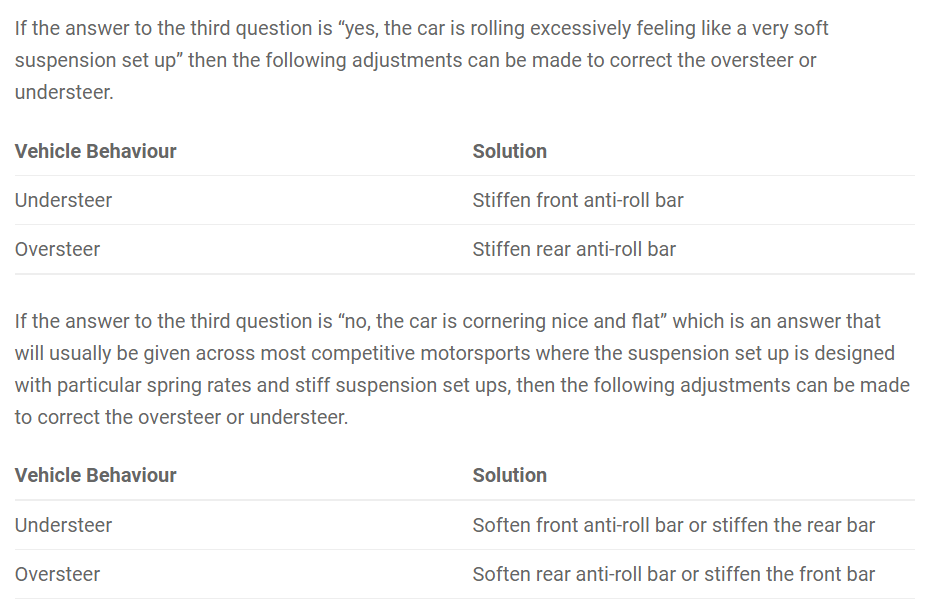 If the answer to the third question is “yes, the car is rolling excessively feeling like a very soft
suspension set up” then the following adjustments can be made to correct the oversteer or
understeer.
Vehicle Behaviour Solution
Understeer Stiffen front anti-roll bar
Oversteer Stiffen rear anti-roll bar
If the answer to the third question is “no, the car is cornering nice and flat” which is an answer that
will usually be given across most competitive motorsports where the suspension set up is designed
with particular spring rates and stiff suspension set ups, then the following adjustments can be made
to correct the oversteer or understeer.
Vehicle Behaviour Solution
Understeer Soften front anti-roll bar or stiffen the rear bar
Oversteer Soften rear anti-roll bar or stiffen the front bar